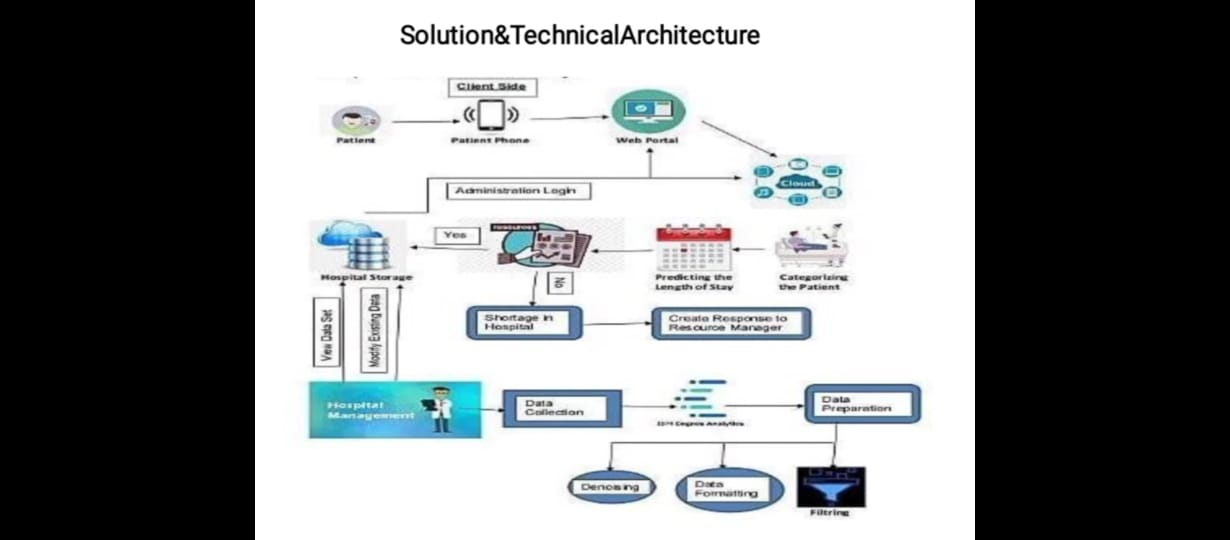 Solution&TechnicalArchitecture
Client Side
Patient
Patient Phone
Web Portal
Cloud
Administration Login
Yes
resources
Hospital Storage
No
Predicting the
Length of Stay
Categorizing
the Patient
Shortage in
Hospital
Create Response to
Resource Manager
View Data Set
Modify Existing Data
Hospital
Management
Data
Collection
Analytics
Data
Preparation
Denoising
Data
Formatting
Filtring